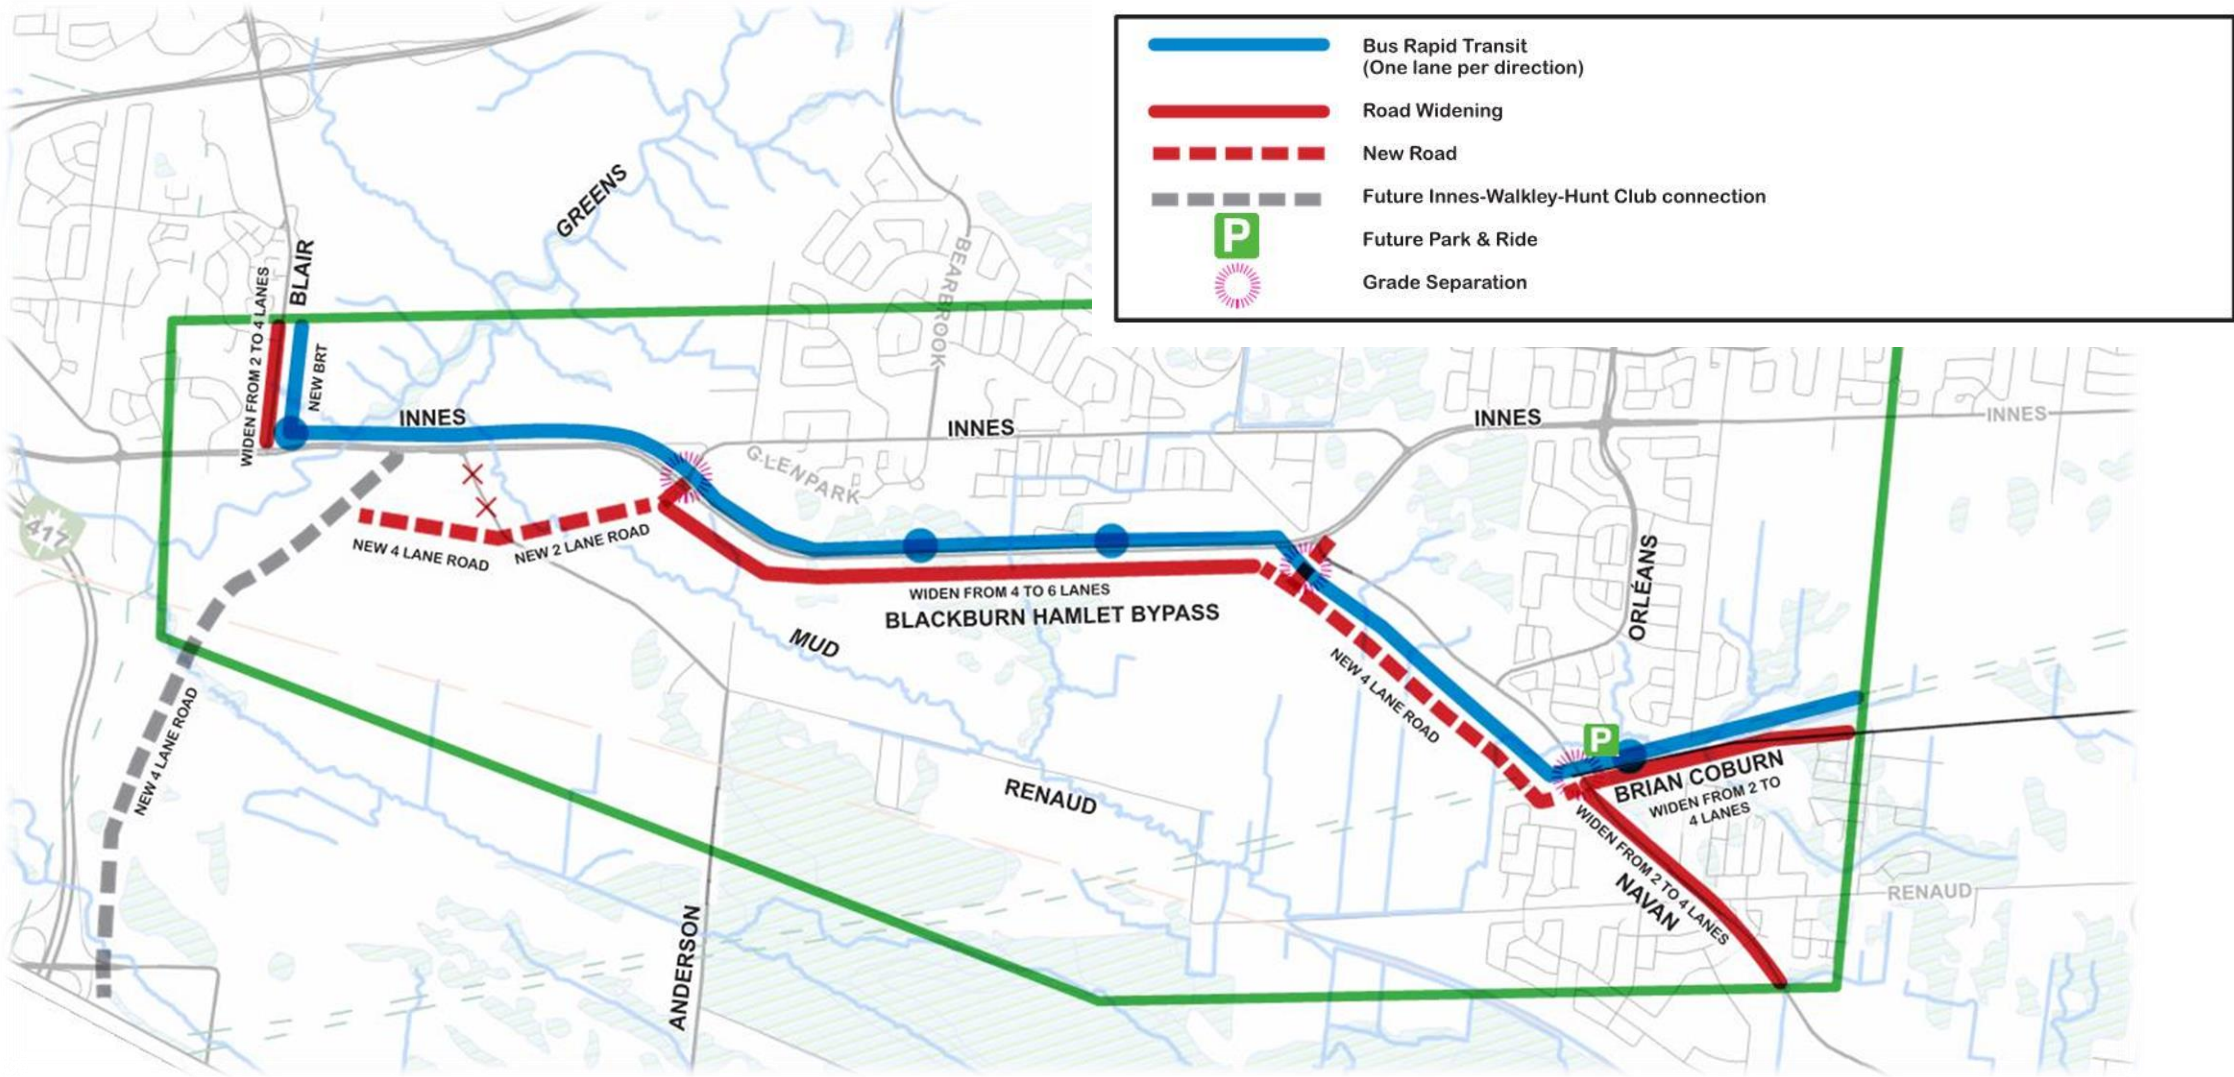 Bus Rapid Transit
(One lane per direction)
Road Widening
New Road
Future Innes-Walkley-Hunt Club connection
P
Future Park & Ride
Grade Separation
GREENS
BLAIR
WIDEN FROM 2 TO 4 LANES
NEW BRT
BEARBROOK
INNES
INNES
INNES
INNES
GLENPARK
417
NEW 4 LANE ROAD
NEW 2 LANE ROAD
WIDEN FROM 4 TO 6 LANES
BLACKBURN HAMLET BYPASS
MUD
ORLÉANS
NEW 4 LANE ROAD
NEW 4 LANE ROAD
P
RENAUD
BRIAN COBURN
WIDEN FROM 2 TO
4 LANES
WIDEN FROM 2 TO 4 LANES
NAVAN
RENAUD
ANDERSON